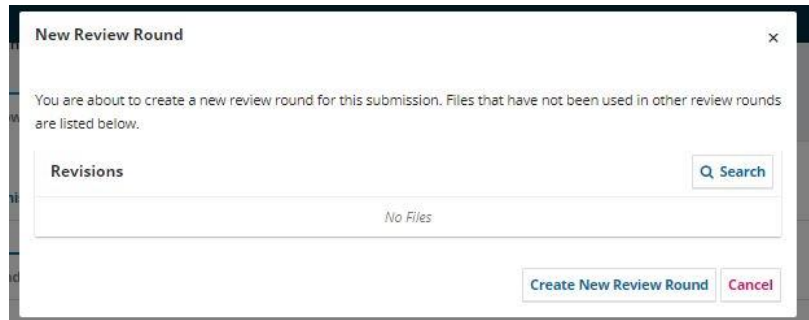 New Review Round
×
You are about to create a new review round for this submission. Files that have not been used in other review rounds
are listed below.
Revisions
Search
No Files
Create New Review Round
Cancel